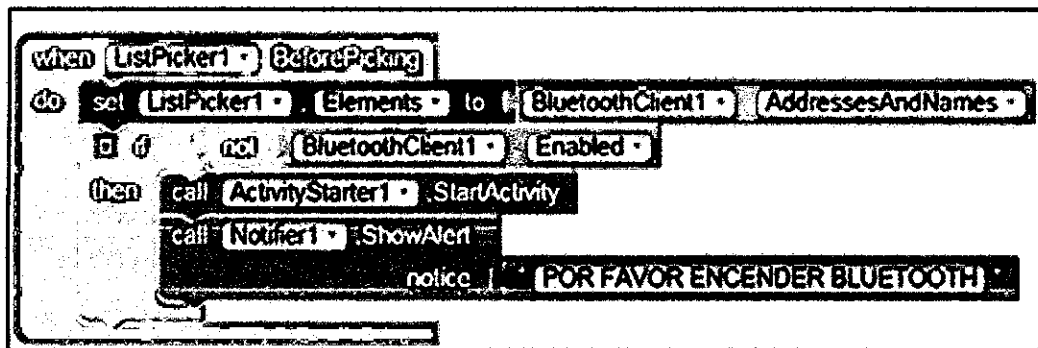 when ListPicker1 .BeforePicking
do set ListPicker1 . Elements to BluetoothClient1 . AddressesAndNames
if not BluetoothClient1 . Enabled
then call ActivityStarter1 .StartActivity
call Notifier1 .ShowAlert
notice " POR FAVOR ENCENDER BLUETOOTH "